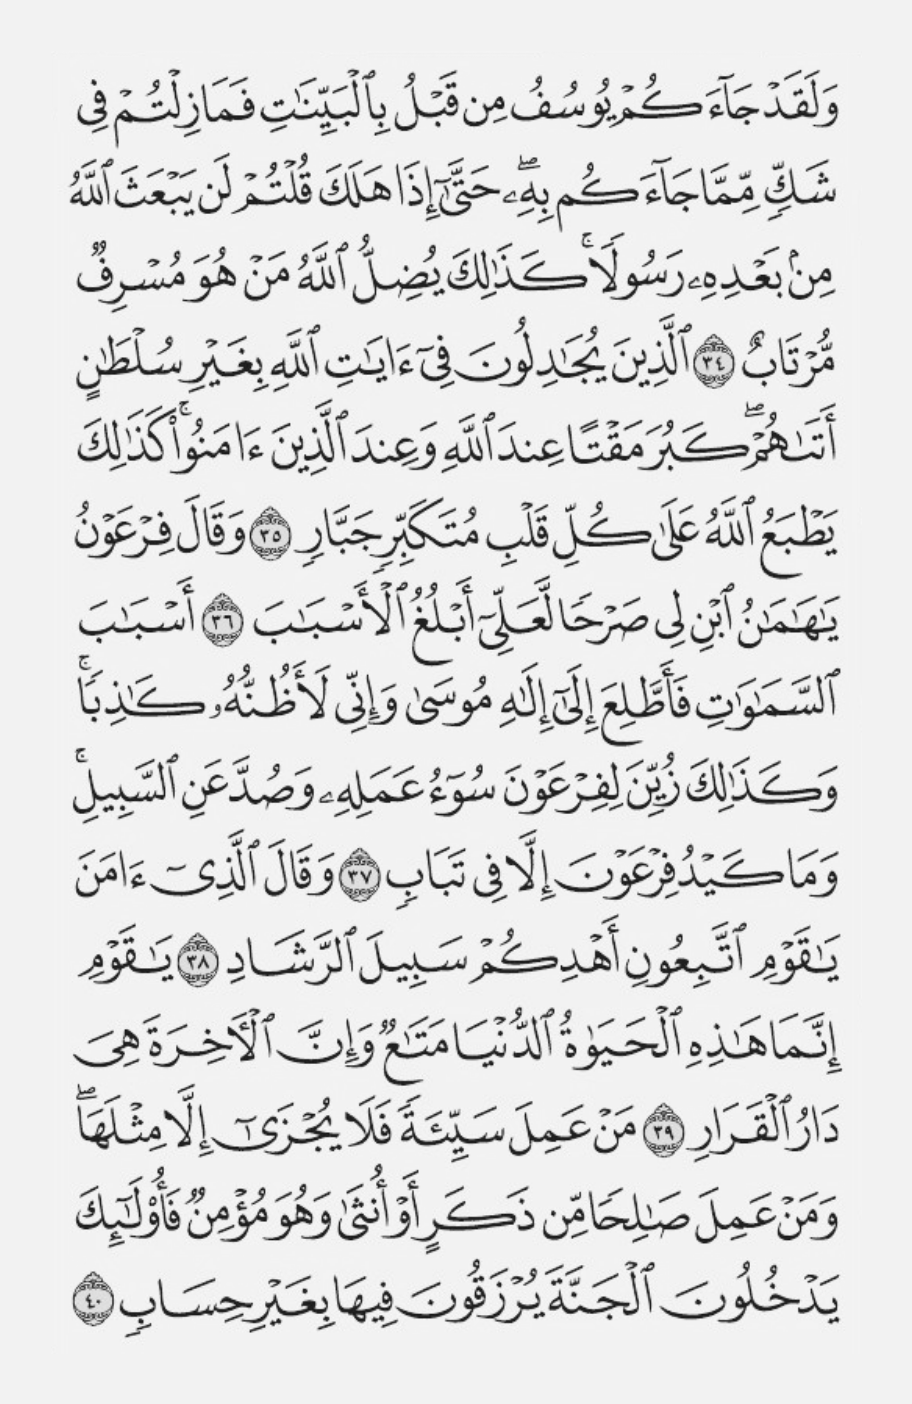 وَلَقَدْ جَآءَكُمْ يُوسُفُ مِن قَبْلُ بِٱلْبَيِّنَـٰتِ فَمَا زِلْتُمْ فِى
شَكٍّ مِّمَّا جَآءَكُم بِهِۦ ۖ حَتَّىٰٓ إِذَا هَلَكَ قُلْتُمْ لَن يَبْعَثَ ٱللَّهُ
مِنۢ بَعْدِهِۦ رَسُولًا ۚ كَذَٰلِكَ يُضِلُّ ٱللَّهُ مَنْ هُوَ مُسْرِفٌ
مُّرْتَابٌ ٣٤ ٱلَّذِينَ يُجَـٰدِلُونَ فِىٓ ءَايَـٰتِ ٱللَّهِ بِغَيْرِ سُلْطَـٰنٍ
أَتَىٰهُمْ ۖ كَبُرَ مَقْتًا عِندَ ٱللَّهِ وَعِندَ ٱلَّذِينَ ءَامَنُوا۟ ۚ كَذَٰلِكَ
يَطْبَعُ ٱللَّهُ عَلَىٰ كُلِّ قَلْبِ مُتَكَبِّرٍ جَبَّارٍ ٣٥ وَقَالَ فِرْعَوْنُ
يَـٰهَـٰمَـٰنُ ٱبْنِ لِى صَرْحًا لَّعَلِّىٓ أَبْلُغُ ٱلْأَسْبَـٰبَ ٣٦ أَسْبَـٰبَ
ٱلسَّمَـٰوَٰتِ فَأَطَّلِعَ إِلَىٰٓ إِلَـٰهِ مُوسَىٰ وَإِنِّى لَأَظُنُّهُۥ كَـٰذِبًا ۚ
وَكَذَٰلِكَ زُيِّنَ لِفِرْعَوْنَ سُوٓءُ عَمَلِهِۦ وَصُدَّ عَنِ ٱلسَّبِيلِ ۚ
وَمَا كَيْدُ فِرْعَوْنَ إِلَّا فِى تَبَابٍ ٣٧ وَقَالَ ٱلَّذِىٓ ءَامَنَ
يَـٰقَوْمِ ٱتَّبِعُونِ أَهْدِكُمْ سَبِيلَ ٱلرَّشَادِ ٣٨ يَـٰقَوْمِ
إِنَّمَا هَـٰذِهِ ٱلْحَيَوٰةُ ٱلدُّنْيَا مَتَـٰعٌ وَإِنَّ ٱلْـَٔاخِرَةَ هِىَ
دَارُ ٱلْقَرَارِ ٣٩ مَنْ عَمِلَ سَيِّئَةً فَلَا يُجْزَىٰٓ إِلَّا مِثْلَهَا ۖ
وَمَنْ عَمِلَ صَـٰلِحًا مِّن ذَكَرٍ أَوْ أُنثَىٰ وَهُوَ مُؤْمِنٌ فَأُو۟لَـٰٓئِكَ
يَدْخُلُونَ ٱلْجَنَّةَ يُرْزَقُونَ فِيهَا بِغَيْرِ حِسَابٍ ٤٠